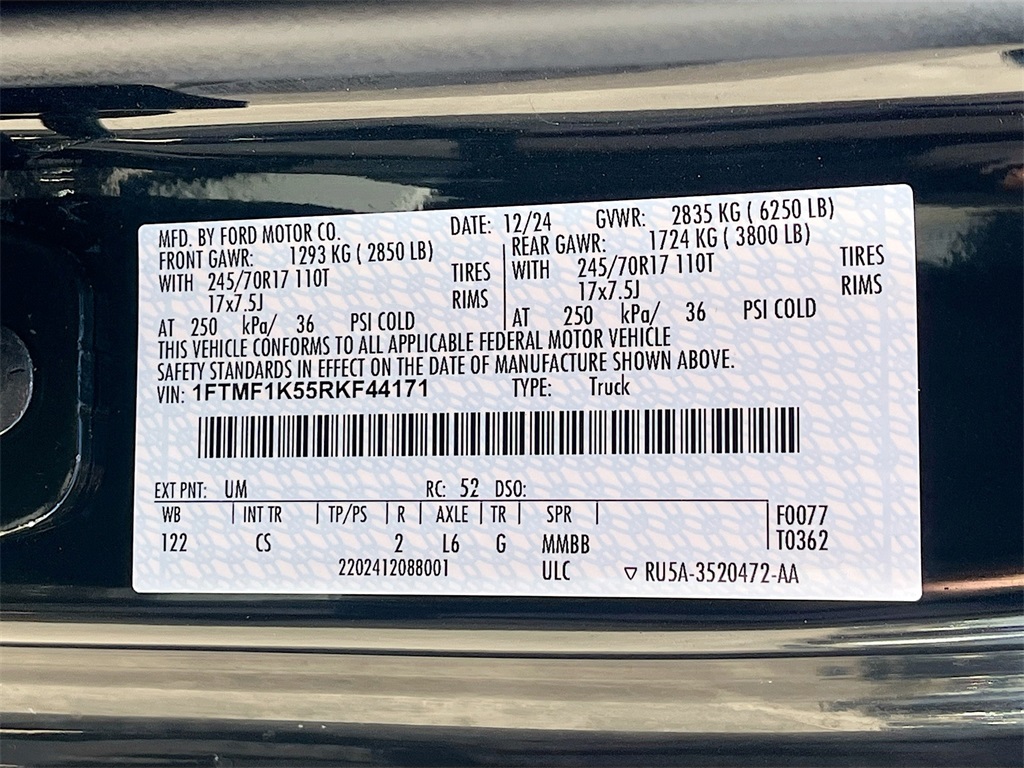 MFD. BY FORD MOTOR CO. DATE: 12/24 GVWR: 2835 KG ( 6250 LB)
FRONT GAWR: 1293 KG ( 2850 LB) REAR GAWR: 1724 KG ( 3800 LB)
WITH 245/70R17 110T TIRES WITH 245/70R17 110T TIRES
17x7.5J RIMS 17x7.5J RIMS
AT 250 kPa/ 36 PSI COLD AT 250 kPa/ 36 PSI COLD
THIS VEHICLE CONFORMS TO ALL APPLICABLE FEDERAL MOTOR VEHICLE
SAFETY STANDARDS IN EFFECT ON THE DATE OF MANUFACTURE SHOWN ABOVE.
VIN: 1FTMF1K55RKF44171 TYPE: Truck
EXT PNT: UM RC: 52 DSO:
WB | INT TR | TP/PS | R | AXLE | TR | SPR | F0077
122 CS 2 L6 G MMBB T0362
2202412088001 ULC ▽ RU5A-3520472-AA